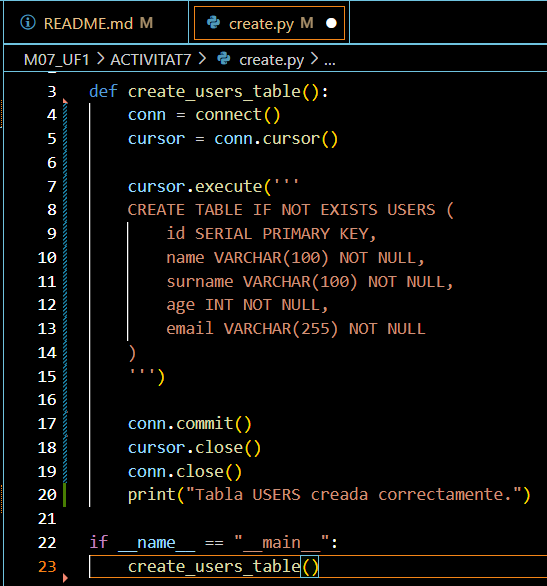 README.md M
create.py M
M07_UF1 > ACTIVITAT7 > create.py > ...
3 def create_users_table():
4     conn = connect()
5     cursor = conn.cursor()
6
7     cursor.execute('''
8     CREATE TABLE IF NOT EXISTS USERS (
9         id SERIAL PRIMARY KEY,
10         name VARCHAR(100) NOT NULL,
11         surname VARCHAR(100) NOT NULL,
12         age INT NOT NULL,
13         email VARCHAR(255) NOT NULL
14     )
15     ''')
16
17     conn.commit()
18     cursor.close()
19     conn.close()
20     print("Tabla USERS creada correctamente.")
21
22 if __name__ == "__main__":
23     create_users_table()